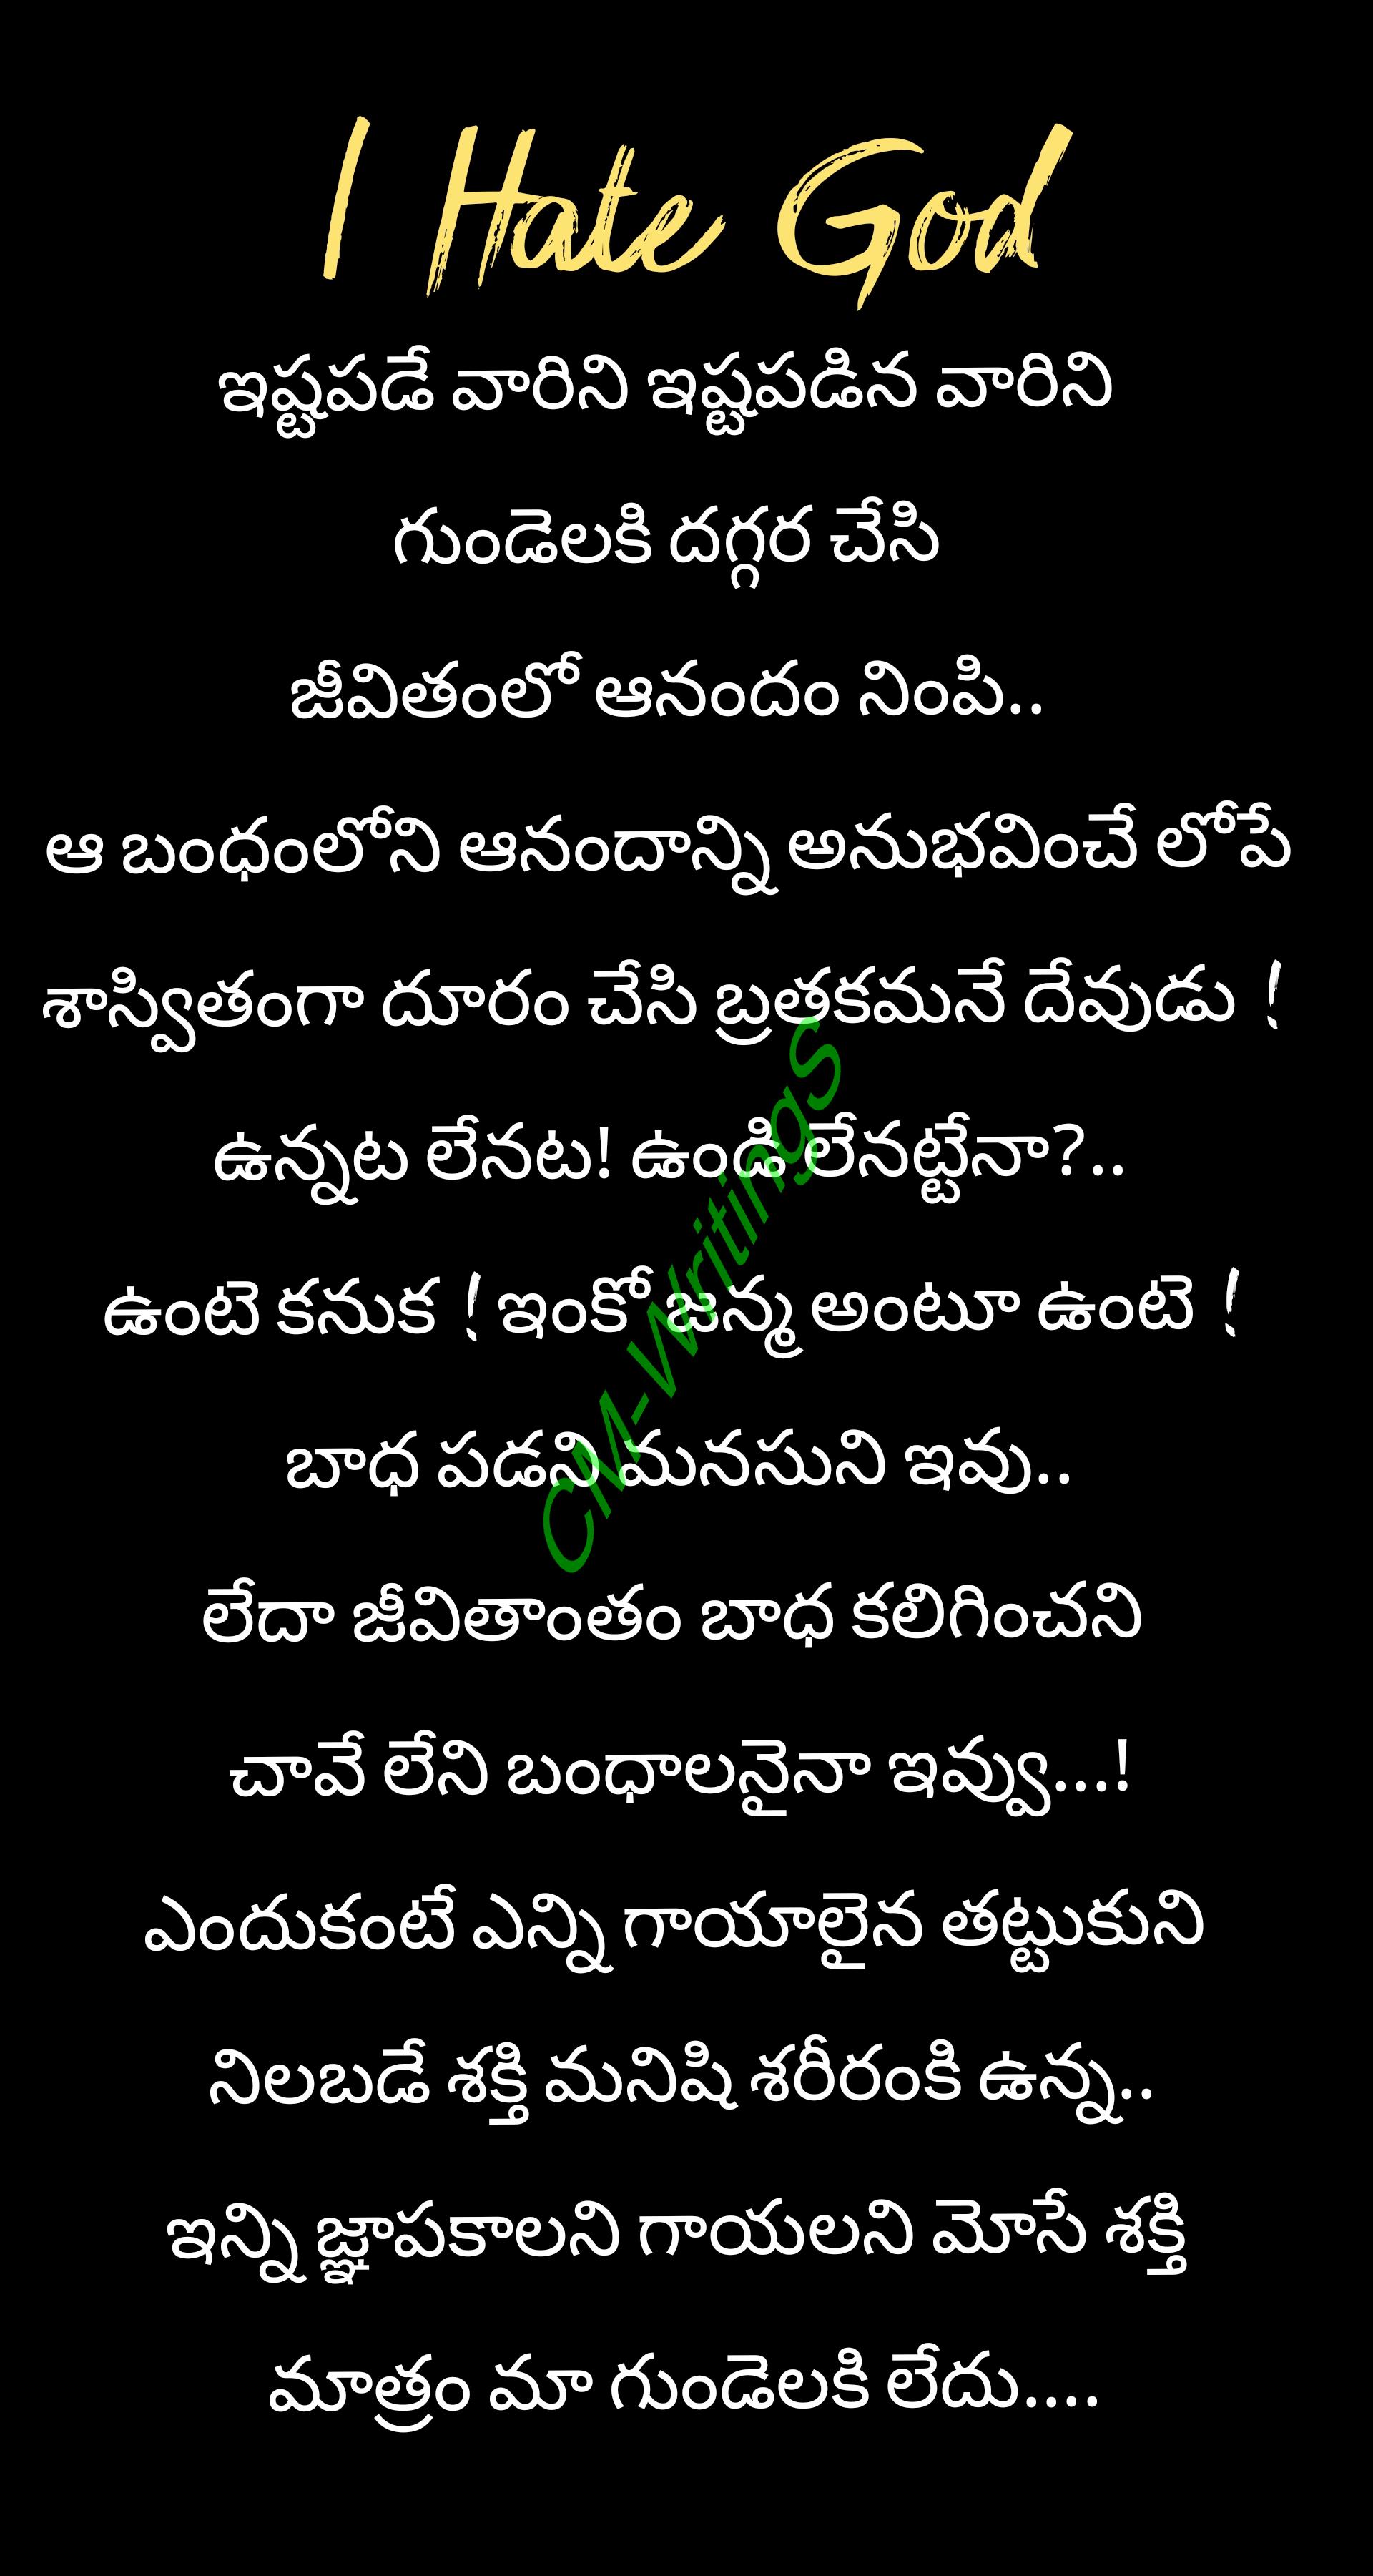 I Hate God
ఇష్టపడే వారిని ఇష్టపడిన వారిని
గుండెలకి దగ్గర చేసి
జీవితంలో ఆనందం నింపి..
ఆ బంధంలోని ఆనందాన్ని అనుభవించే లోపే
శాస్వితంగా దూరం చేసి బ్రతకమనే దేవుడు !
ఉన్నట లేనట! ఉండి లేనట్టేనా?..
ఉంటె కనుక ! ఇంకో జన్మ అంటూ ఉంటె !
బాధ పడని మనసుని ఇవు..
లేదా జీవితాంతం బాధ కలిగించని
చావే లేని బంధాలనైనా ఇవ్వు...!
ఎందుకంటే ఎన్ని గాయాలైన తట్టుకుని
నిలబడే శక్తి మనిషి శరీరంకి ఉన్న..
ఇన్ని జ్ఞాపకాలని గాయలని మోసే శక్తి
మాత్రం మా గుండెలకి లేదు....
CM-WritingS